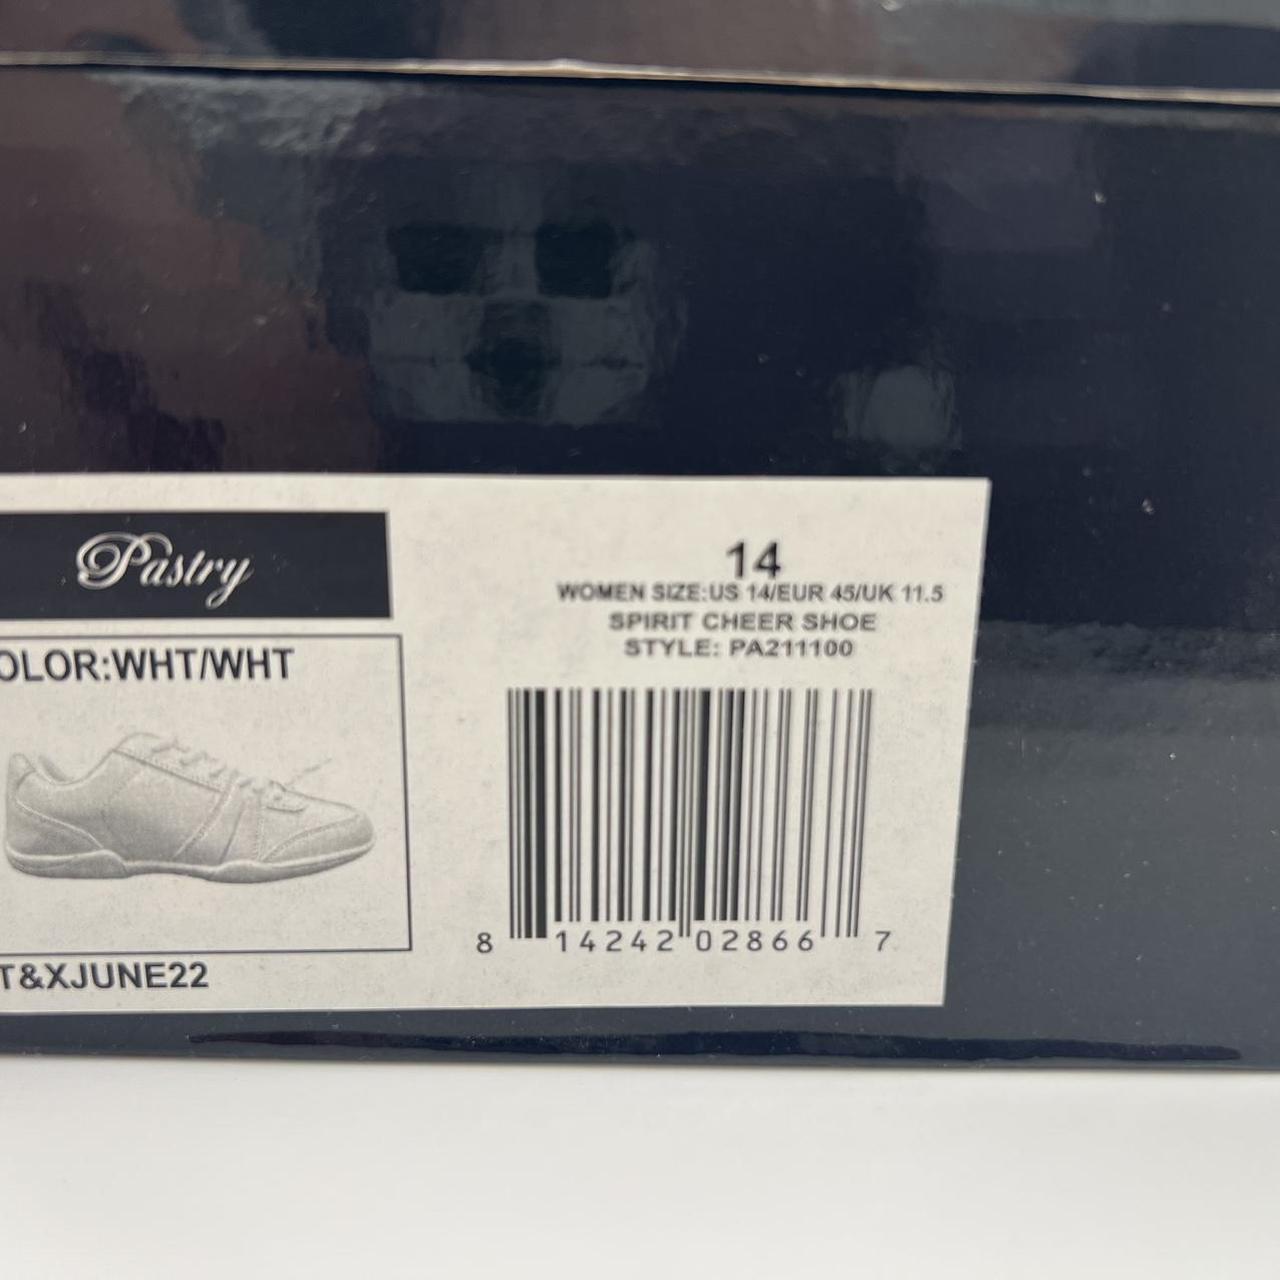 Pastry
OLOR:WHT/WHT
T&XJUNE22
14
WOMEN SIZE:US 14/EUR 45/UK 11.5
SPIRIT CHEER SHOE
STYLE: PA211100
8 14242 02866 7